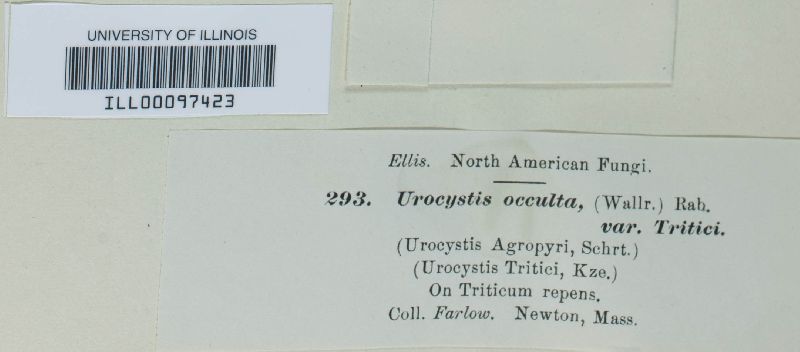 UNIVERSITY OF ILLINOIS
ILL00097423
Ellis. North American Fungi.
293. Urocystis occulta, (Wallr.) Rab.
var. Tritici.
(Urocystis Agropyri, Schrt.)
(Urocystis Tritici, Kze.)
On Triticum repens.
Coll. Farlow. Newton, Mass.